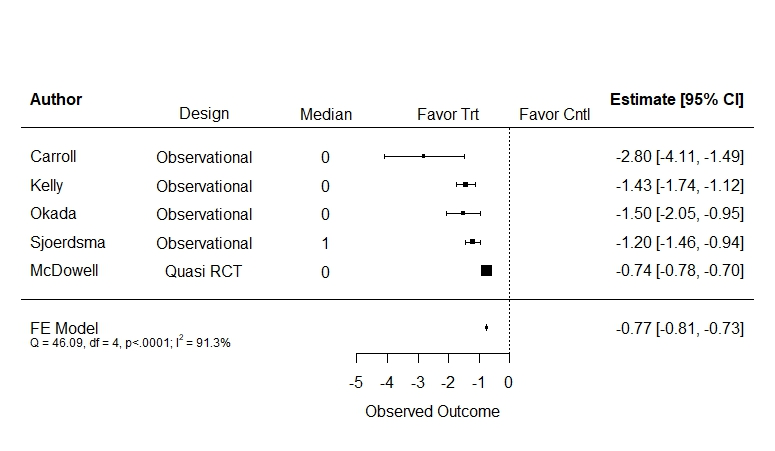 Author Design Median Favor Trt Favor Cntl Estimate [95% CI]
Carroll Observational 0 -2.80 [-4.11, -1.49]
Kelly Observational 0 -1.43 [-1.74, -1.12]
Okada Observational 0 -1.50 [-2.05, -0.95]
Sjoerdsma Observational 1 -1.20 [-1.46, -0.94]
McDowell Quasi RCT 0 -0.74 [-0.78, -0.70]
FE Model -0.77 [-0.81, -0.73]
Q = 46.09, df = 4, p<.0001; I² = 91.3%
-5 -4 -3 -2 -1 0
Observed Outcome